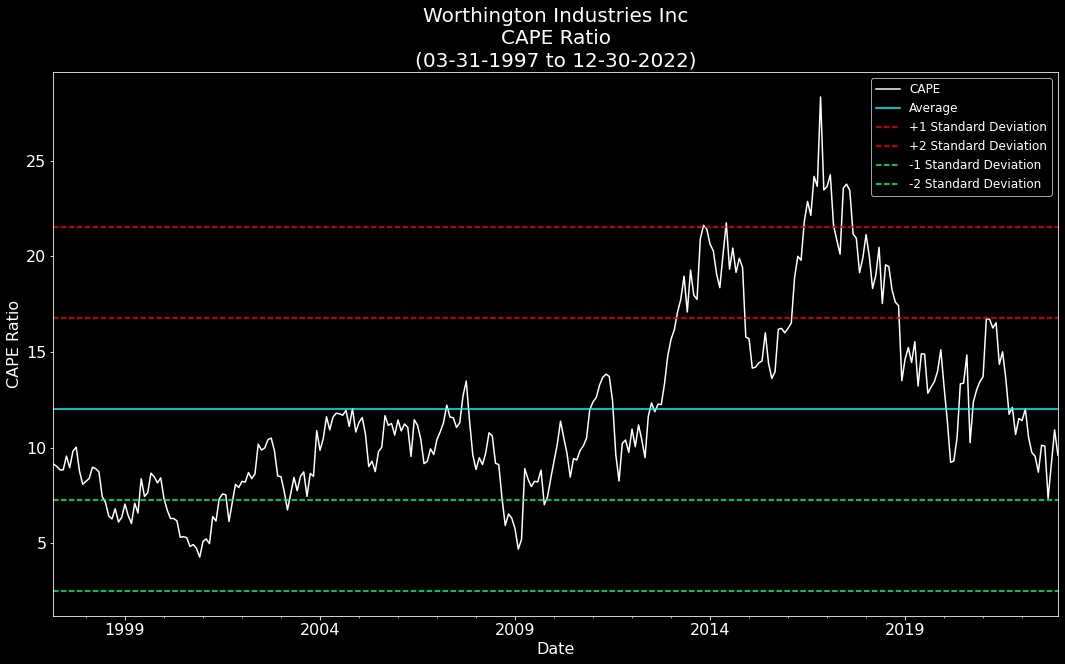 Worthington Industries Inc
CAPE Ratio
(03-31-1997 to 12-30-2022)
CAPE
Average
+1 Standard Deviation
+2 Standard Deviation
-1 Standard Deviation
-2 Standard Deviation
CAPE Ratio
25
20
15
10
5
1999
2004
2009
2014
2019
Date